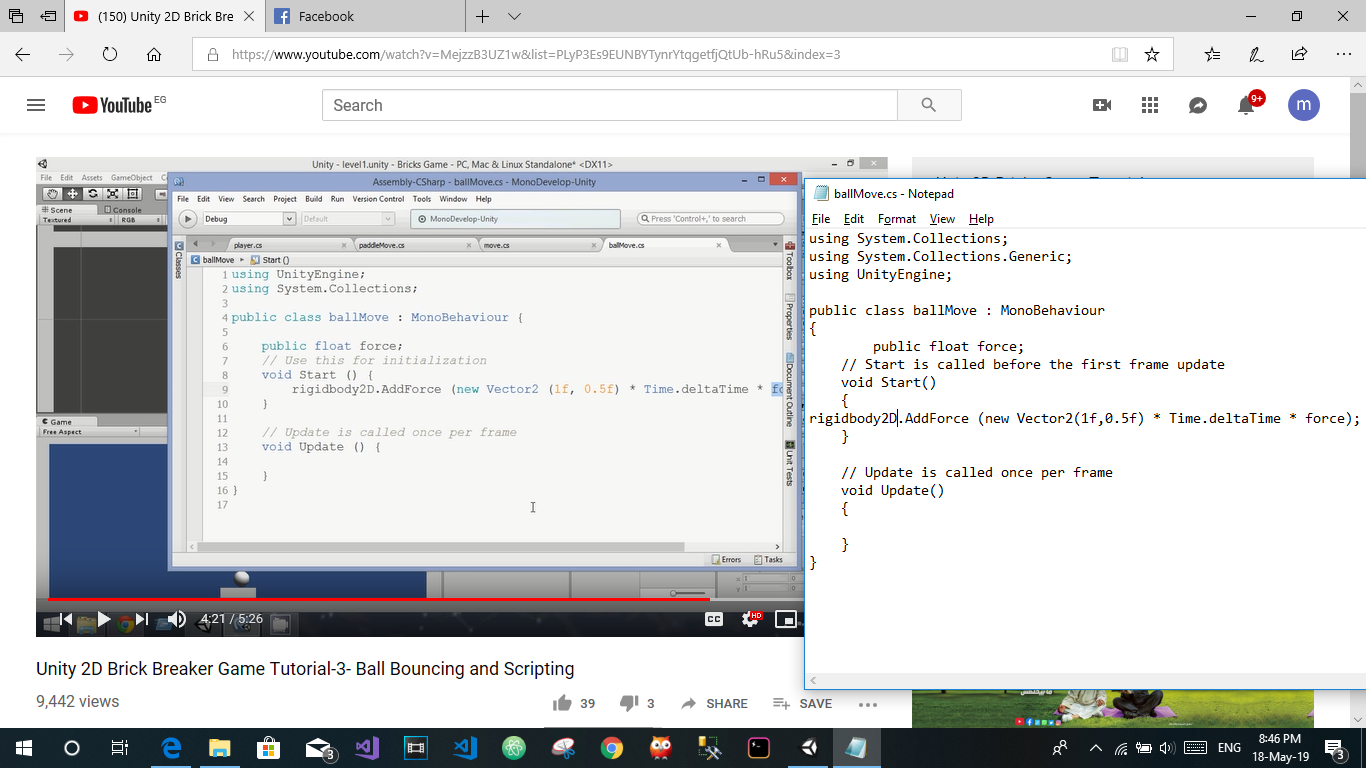 (150) Unity 2D Brick Bre
Facebook
https://www.youtube.com/watch?v=MejzzB3UZ1w&list=PLyP3Es9EUNBYTynrYtqgetfjQtUb-hRu5&index=3
YouTube EG
Search
9+
m
Unity - level1.unity - Bricks Game - PC, Mac & Linux Standalone* <DX11>
File Edit Assets GameObject
Scene
Console
Textured
RGB
Game
Free Aspect
Assembly-CSharp - ballMove.cs - MonoDevelop-Unity
File Edit View Search Project Build Run Version Control Tools Window Help
Debug
Default
MonoDevelop-Unity
Press 'Control+,' to search
player.cs
paddleMove.cs
move.cs
ballMove.cs
ballMove
Start ()
Classes
Toolbox
Properties
Document Outline
Unit Tests
1 using UnityEngine;
2 using System.Collections;
3
4 public class ballMove : MonoBehaviour {
5
6 public float force;
7 // Use this for initialization
8 void Start () {
9 rigidbody2D.AddForce (new Vector2 (1f, 0.5f) * Time.deltaTime * fo
10 }
11
12 // Update is called once per frame
13 void Update () {
14
15 }
16 }
17
Errors
Tasks
4:21 / 5:26
CC
HD
Unity 2D Brick Breaker Game Tutorial-3- Ball Bouncing and Scripting
9,442 views
39
3
SHARE
SAVE
ballMove.cs - Notepad
File Edit Format View Help
using System.Collections;
using System.Collections.Generic;
using UnityEngine;
public class ballMove : MonoBehaviour
{
public float force;
// Start is called before the first frame update
void Start()
{
rigidbody2D.AddForce (new Vector2(1f,0.5f) * Time.deltaTime * force);
}
// Update is called once per frame
void Update()
{
}
}
3
ENG
8:46 PM
18-May-19
3